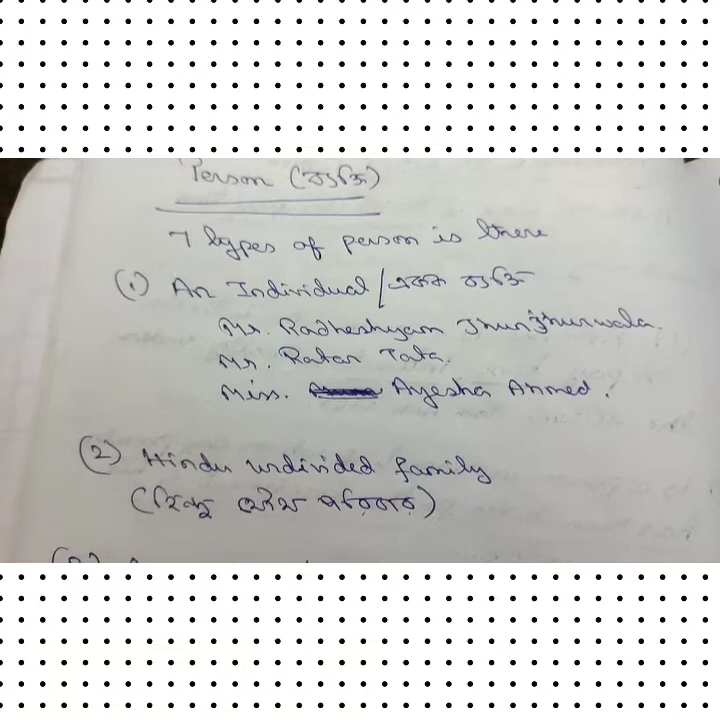 Person (ব্যক্তি)
7 types of person is there
(1) An Individual / একক ব্যক্তি
Mr. Radheshyam Jhunjhunwala.
Mr. Ratan Tata.
Miss. Ayesha Ahmed.
(2) Hindu undivided family
(হিন্দু যৌথ পরিবার)